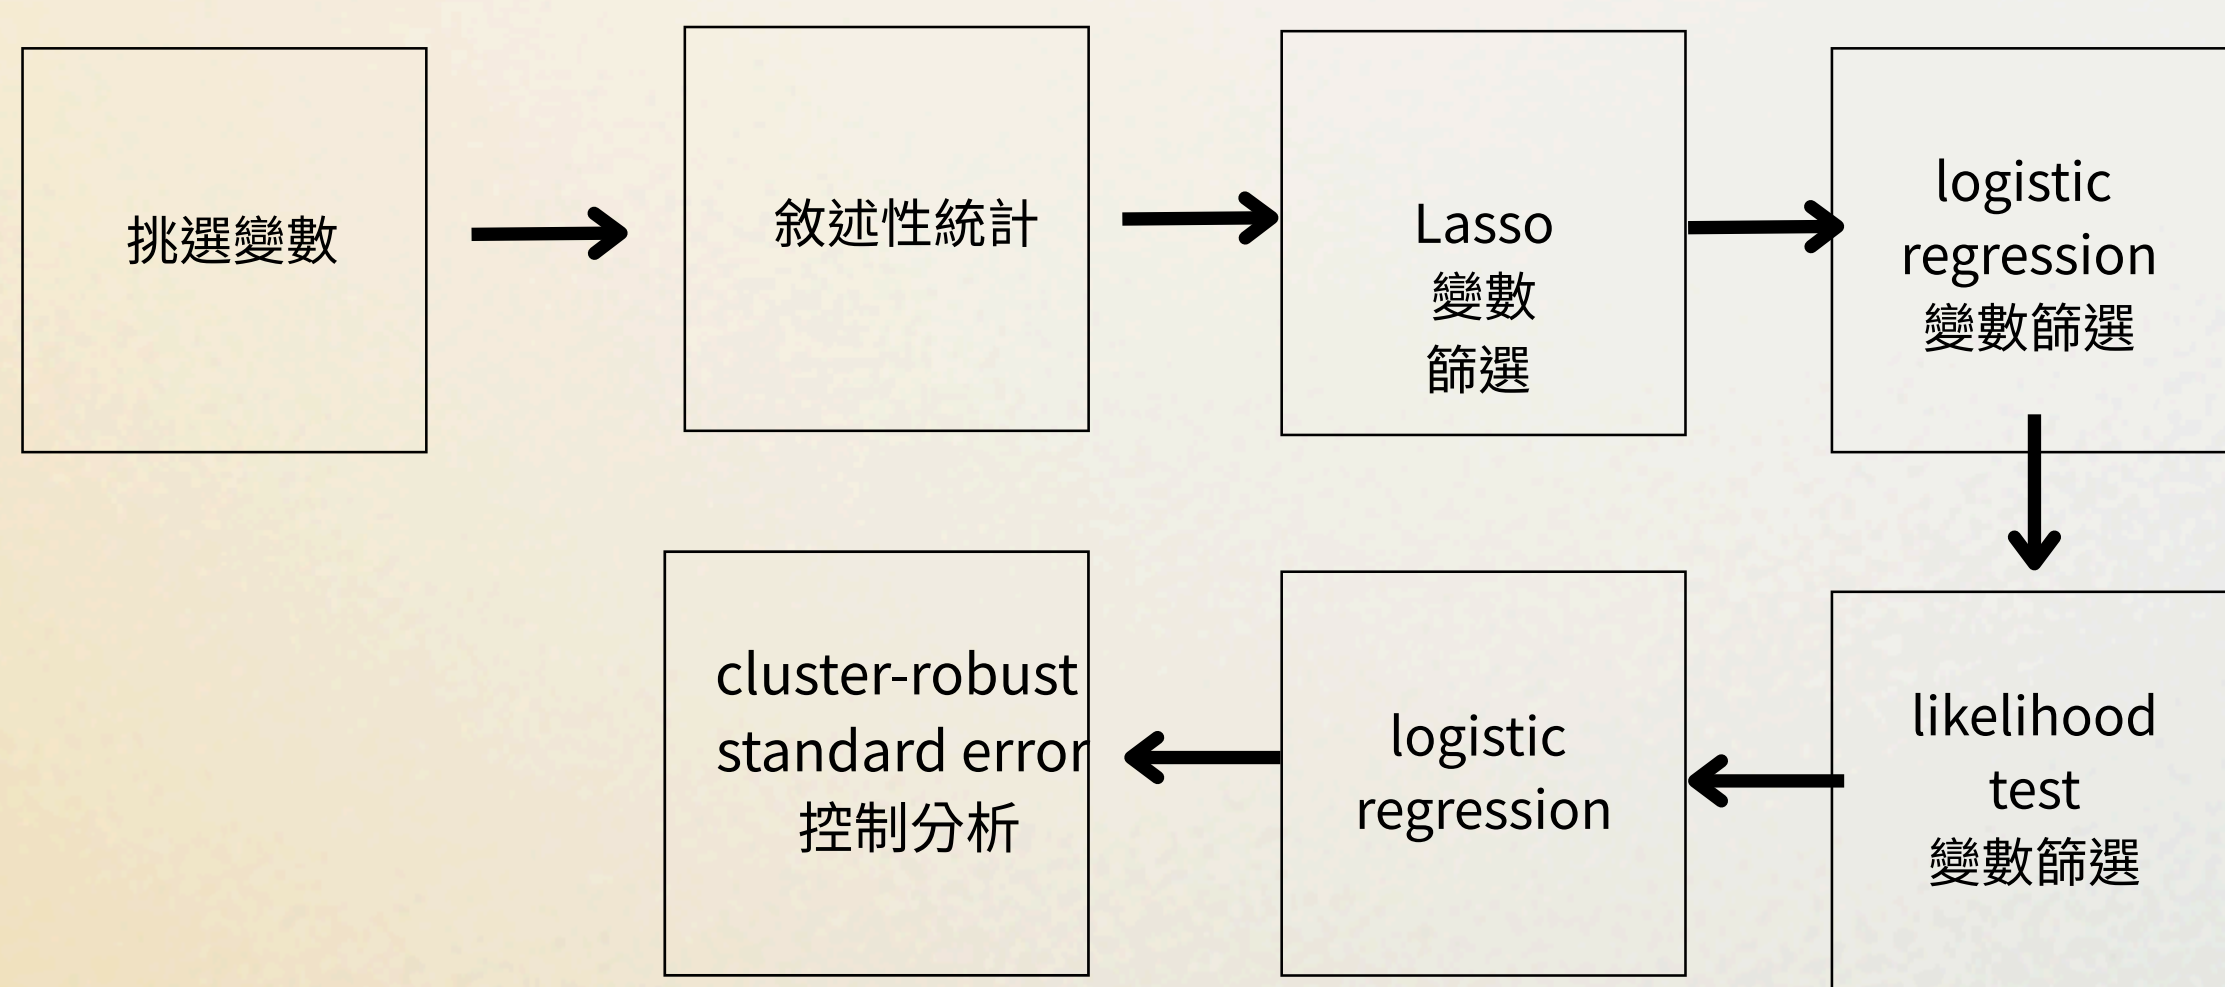 挑選變數
敘述性統計
Lasso
變數
篩選
logistic
regression
變數篩選
likelihood
test
變數篩選
logistic
regression
cluster-robust
standard error
控制分析